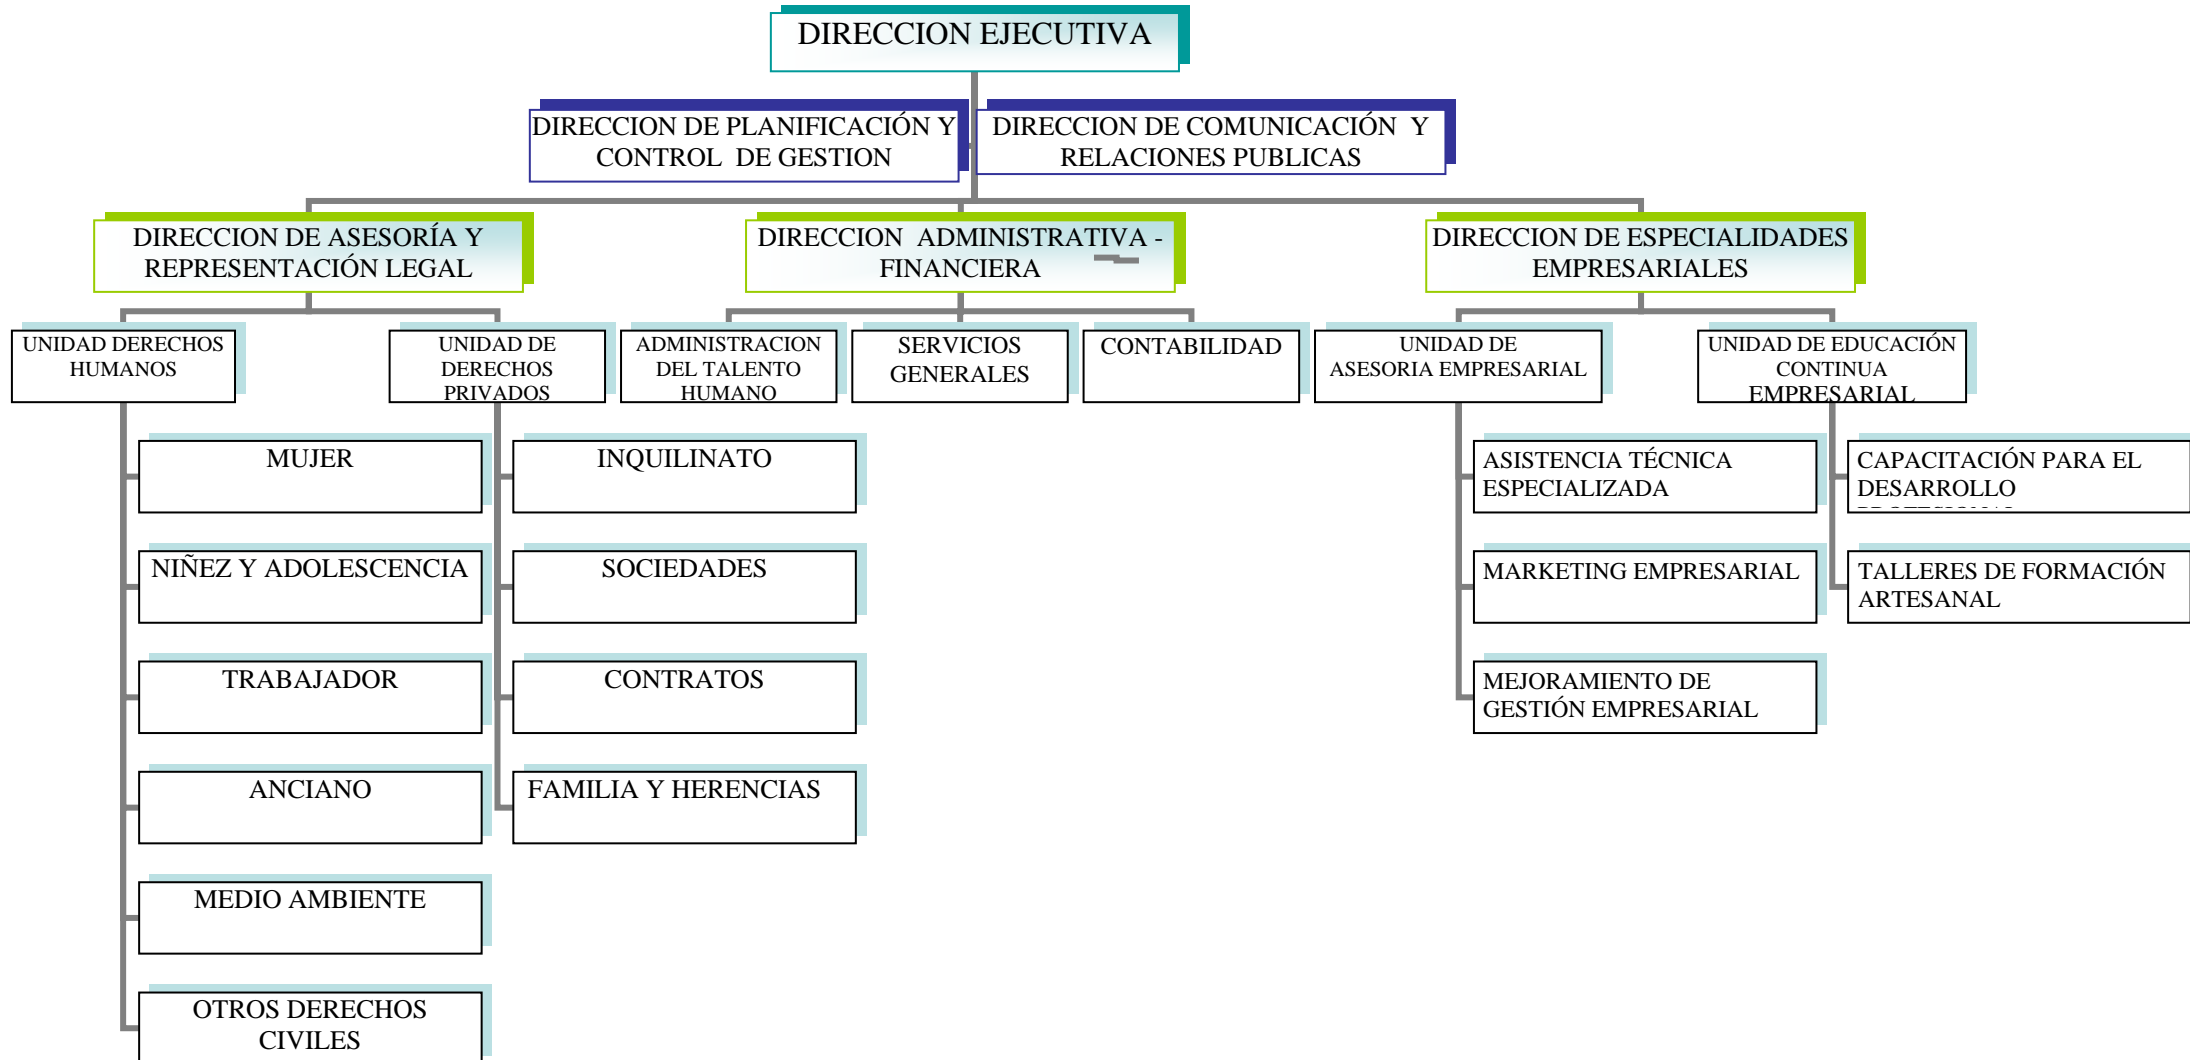 DIRECCION EJECUTIVA
DIRECCION DE PLANIFICACIÓN Y
CONTROL DE GESTION
DIRECCION DE COMUNICACIÓN Y
RELACIONES PUBLICAS
DIRECCION DE ASESORÍA Y
REPRESENTACIÓN LEGAL
DIRECCION ADMINISTRATIVA -
FINANCIERA
DIRECCION DE ESPECIALIDADES
EMPRESARIALES
UNIDAD DERECHOS
HUMANOS
UNIDAD DE
DERECHOS
PRIVADOS
ADMINISTRACION
DEL TALENTO
HUMANO
SERVICIOS
GENERALES
CONTABILIDAD
UNIDAD DE
ASESORIA EMPRESARIAL
UNIDAD DE EDUCACIÓN
CONTINUA
EMPRESARIAL
MUJER
NIÑEZ Y ADOLESCENCIA
TRABAJADOR
ANCIANO
MEDIO AMBIENTE
OTROS DERECHOS
CIVILES
INQUILINATO
SOCIEDADES
CONTRATOS
FAMILIA Y HERENCIAS
ASISTENCIA TÉCNICA
ESPECIALIZADA
MARKETING EMPRESARIAL
MEJORAMIENTO DE
GESTIÓN EMPRESARIAL
CAPACITACIÓN PARA EL
DESARROLLO
TALLERES DE FORMACIÓN
ARTESANAL